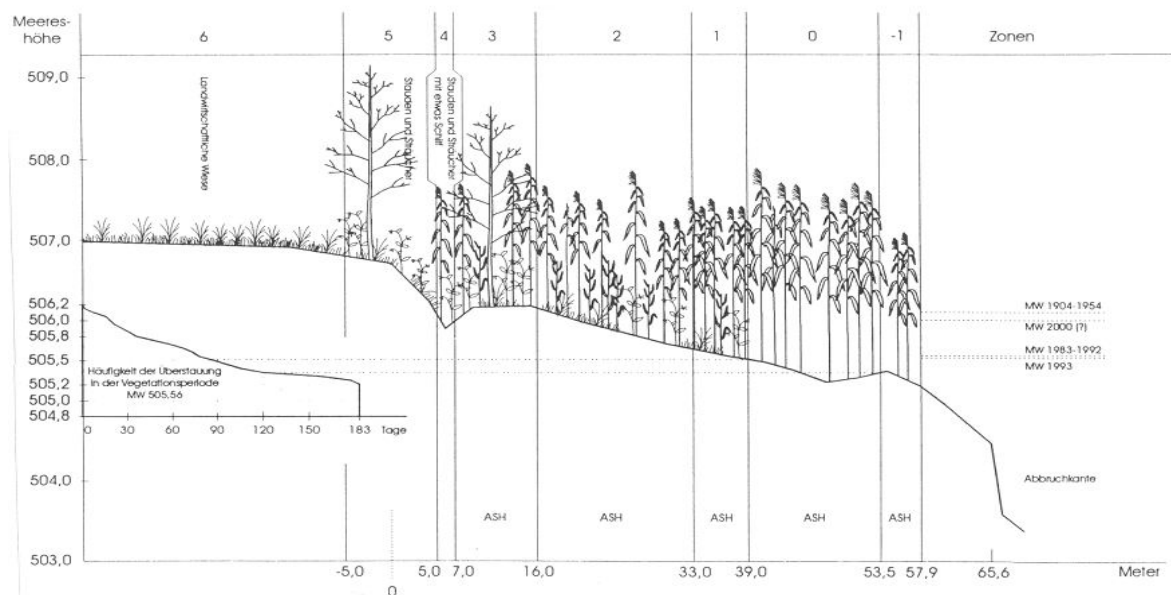 Meeres-
höhe
6
5
4
3
2
1
0
-1
Zonen
509,0
508,0
507,0
506,2
506,0
505,8
505,5
505,2
505,0
504,8
504,0
503,0
Landwirtschaftliche Wiese
Stauden und Sträucher
Stauden und Sträucher
mit etwas Schilf
MW 1904-1954
MW 2000 (?)
MW 1983-1992
MW 1993
Häufigkeit der Überstauung
in der Vegetationsperiode
MW 505,56
0 30 60 90 120 150 183 Tage
Abbruchkante
ASH ASH ASH ASH ASH
-5,0 5,0 7,0 16,0 33,0 39,0 53,5 57,9 65,6 Meter
0